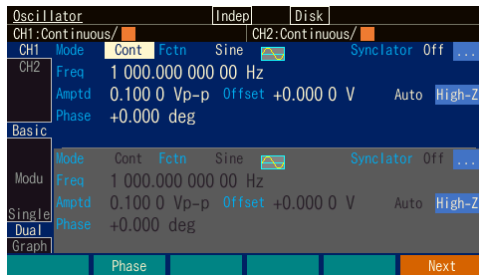 Oscillator Indep Disk
CH1:Continuous/ CH2:Continuous/
CH1 Mode Cont Fctn Sine Synclator Off ...
CH2 Freq 1 000.000 000 00 Hz
Amptd 0.100 0 Vp-p Offset +0.000 0 V Auto High-Z
Phase +0.000 deg
Basic
Mode Cont Fctn Sine Synclator Off ...
Modu Freq 1 000.000 000 00 Hz
Amptd 0.100 0 Vp-p Offset +0.000 0 V Auto High-Z
Single
Dual Phase +0.000 deg
Graph
Phase Next